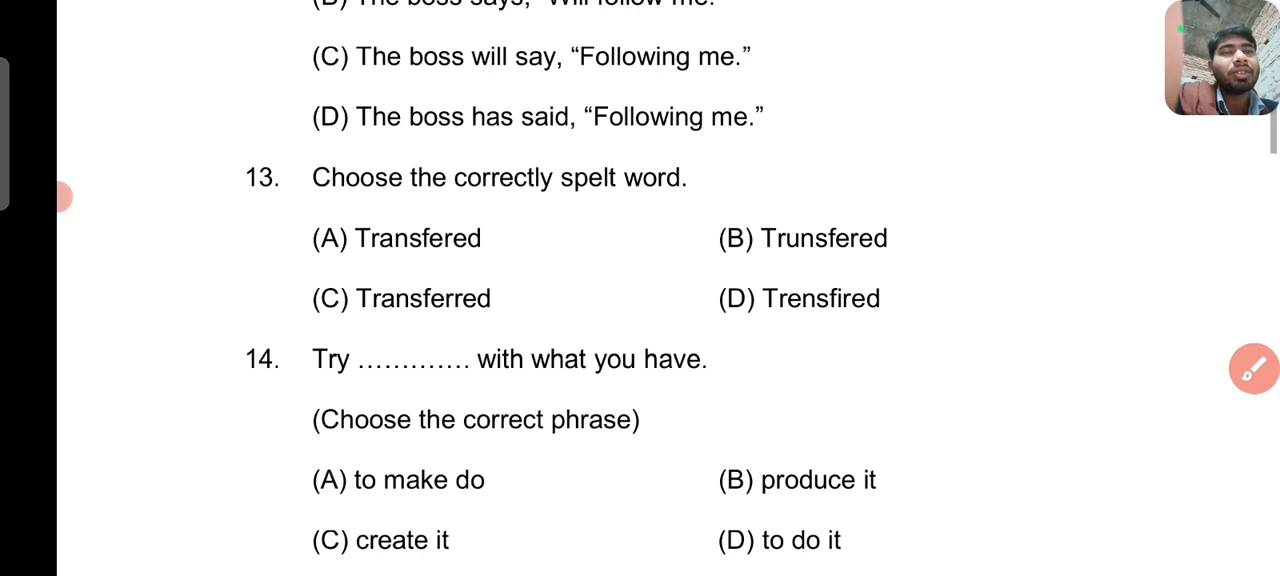 (C) The boss will say, “Following me.”
(D) The boss has said, “Following me.”
13. Choose the correctly spelt word.
(A) Transfered (B) Trunsfered
(C) Transferred (D) Trensfired
14. Try ............. with what you have.
(Choose the correct phrase)
(A) to make do (B) produce it
(C) create it (D) to do it